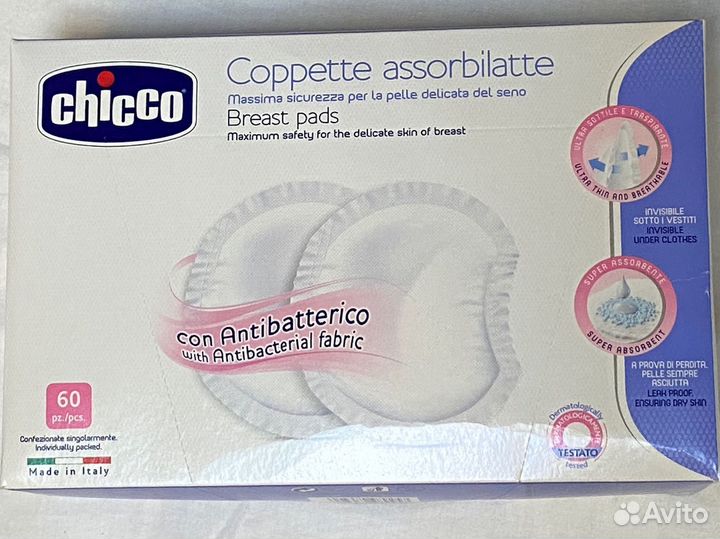 chicco
Coppette assorbilatte
Massima sicurezza per la pelle delicata del seno
Breast pads
Maximum safety for the delicate skin of breast
ULTRA SOTTILE E TRASPIRANTE
ULTRA THIN AND BREATHABLE
INVISIBILE
SOTTO I VESTITI
INVISIBLE
UNDER CLOTHES
SUPER ASSORBENTE
SUPER ABSORBENT
A PROVA DI PERDITA.
PELLE SEMPRE
ASCIUTTA
LEAK PROOF.
ENSURING DRY SKIN
con Antibatterico
with Antibacterial fabric
60
pz./pcs.
Confezionate singolarmente.
Individually packed.
Made in Italy
Dermatologically
DERMATOLOGICAMENTE
TESTATO
tested
Avito